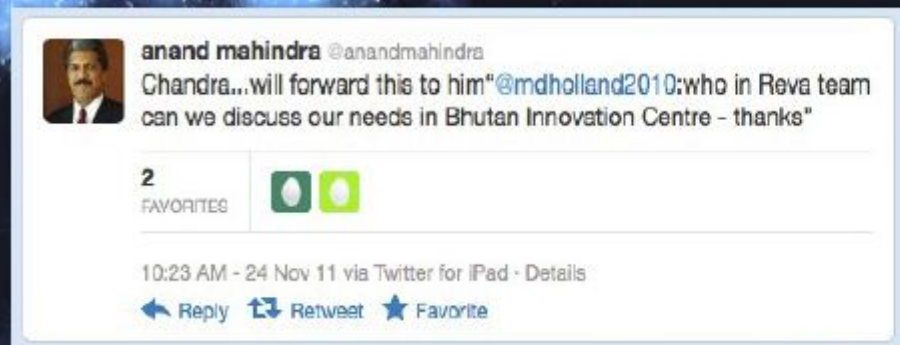 anand mahindra @anandmahindra
Chandra...will forward this to him"@mdholland2010:who in Reva team
can we discuss our needs in Bhutan Innovation Centre - thanks"
2
FAVORITES
10:23 AM - 24 Nov 11 via Twitter for iPad · Details
Reply Retweet Favorite